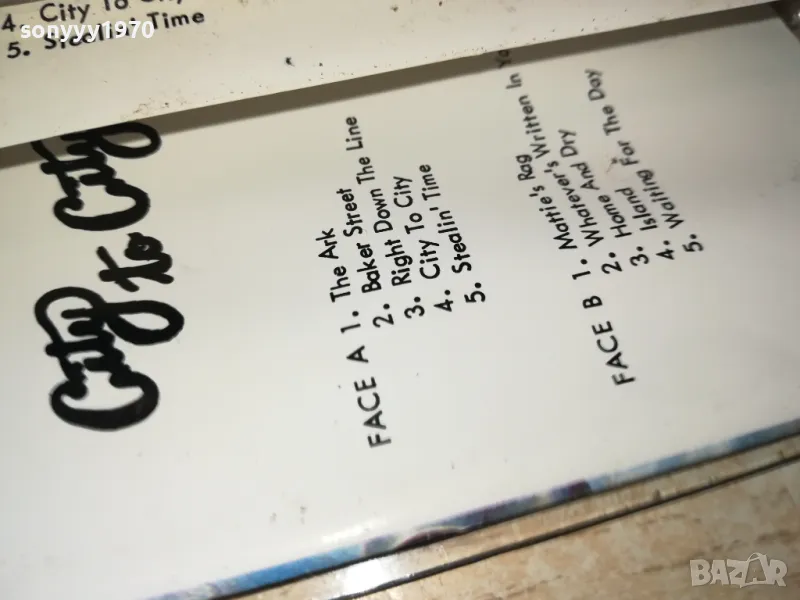 4. City To City
5. Stealin' Time
sonyyy1970
City to City
FACE A 1. The Ark
2. Baker Street
3. Right Down The Line
4. City To City
5. Stealin' Time
FACE B 1. Mattie's Rag
2. Whatever's Written In
3. Home And Dry
4. Island
5. Waiting For The Day
BAZAR